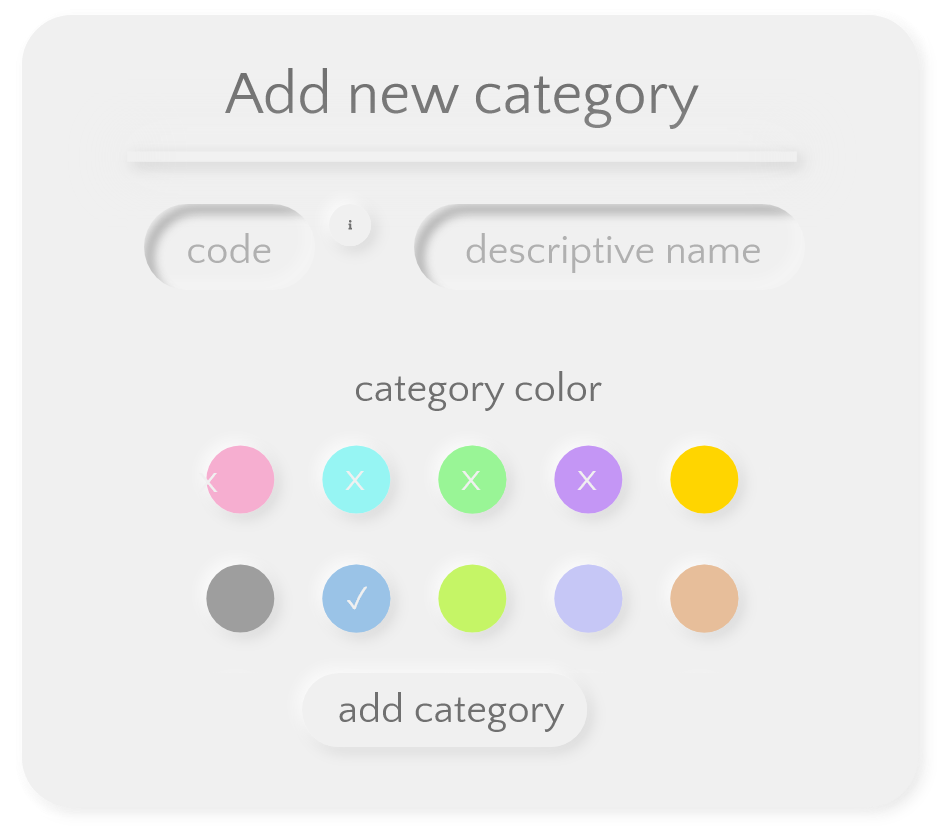 Add new category
code i descriptive name
category color
x x x x
✓
add category